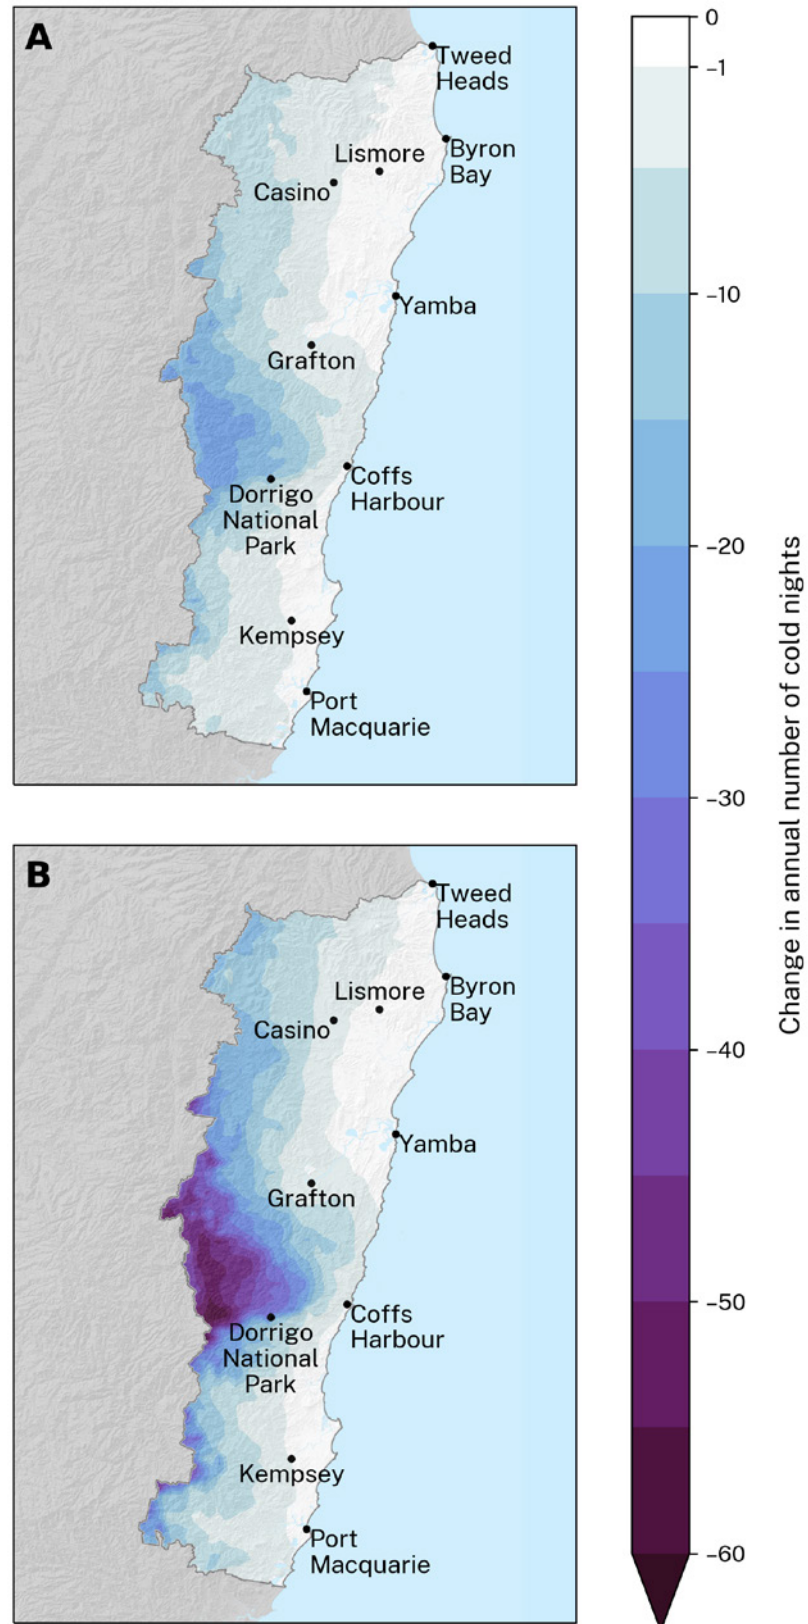 A
Tweed
Heads
Byron
Bay
Lismore
Casino
Yamba
Grafton
Coffs
Harbour
Dorrigo
National
Park
Kempsey
Port
Macquarie
B
Tweed
Heads
Byron
Bay
Lismore
Casino
Yamba
Grafton
Coffs
Harbour
Dorrigo
National
Park
Kempsey
Port
Macquarie
0
−1
−10
−20
−30
−40
−50
−60
Change in annual number of cold nights